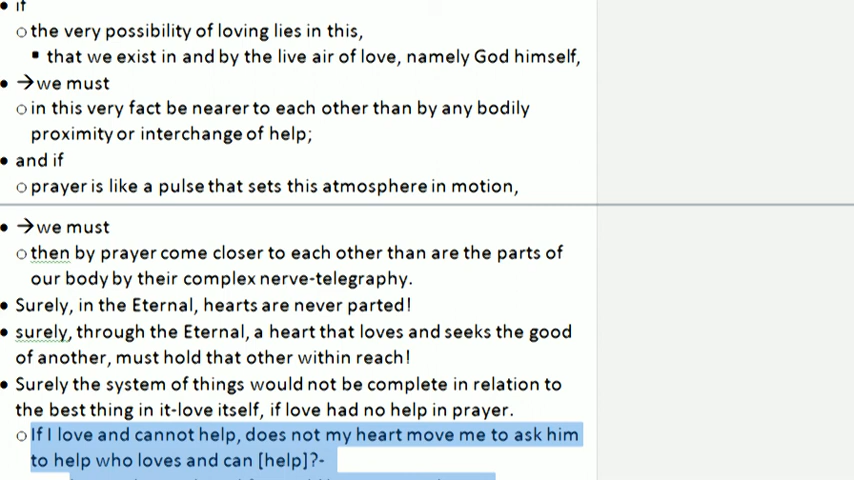 • if
○ the very possibility of loving lies in this,
▪ that we exist in and by the live air of love, namely God himself,
• →we must
○ in this very fact be nearer to each other than by any bodily
proximity or interchange of help;
• and if
○ prayer is like a pulse that sets this atmosphere in motion,
• →we must
○ then by prayer come closer to each other than are the parts of
our body by their complex nerve-telegraphy.
• Surely, in the Eternal, hearts are never parted!
• surely, through the Eternal, a heart that loves and seeks the good
of another, must hold that other within reach!
• Surely the system of things would not be complete in relation to
the best thing in it-love itself, if love had no help in prayer.
○ If I love and cannot help, does not my heart move me to ask him
to help who loves and can [help]?-